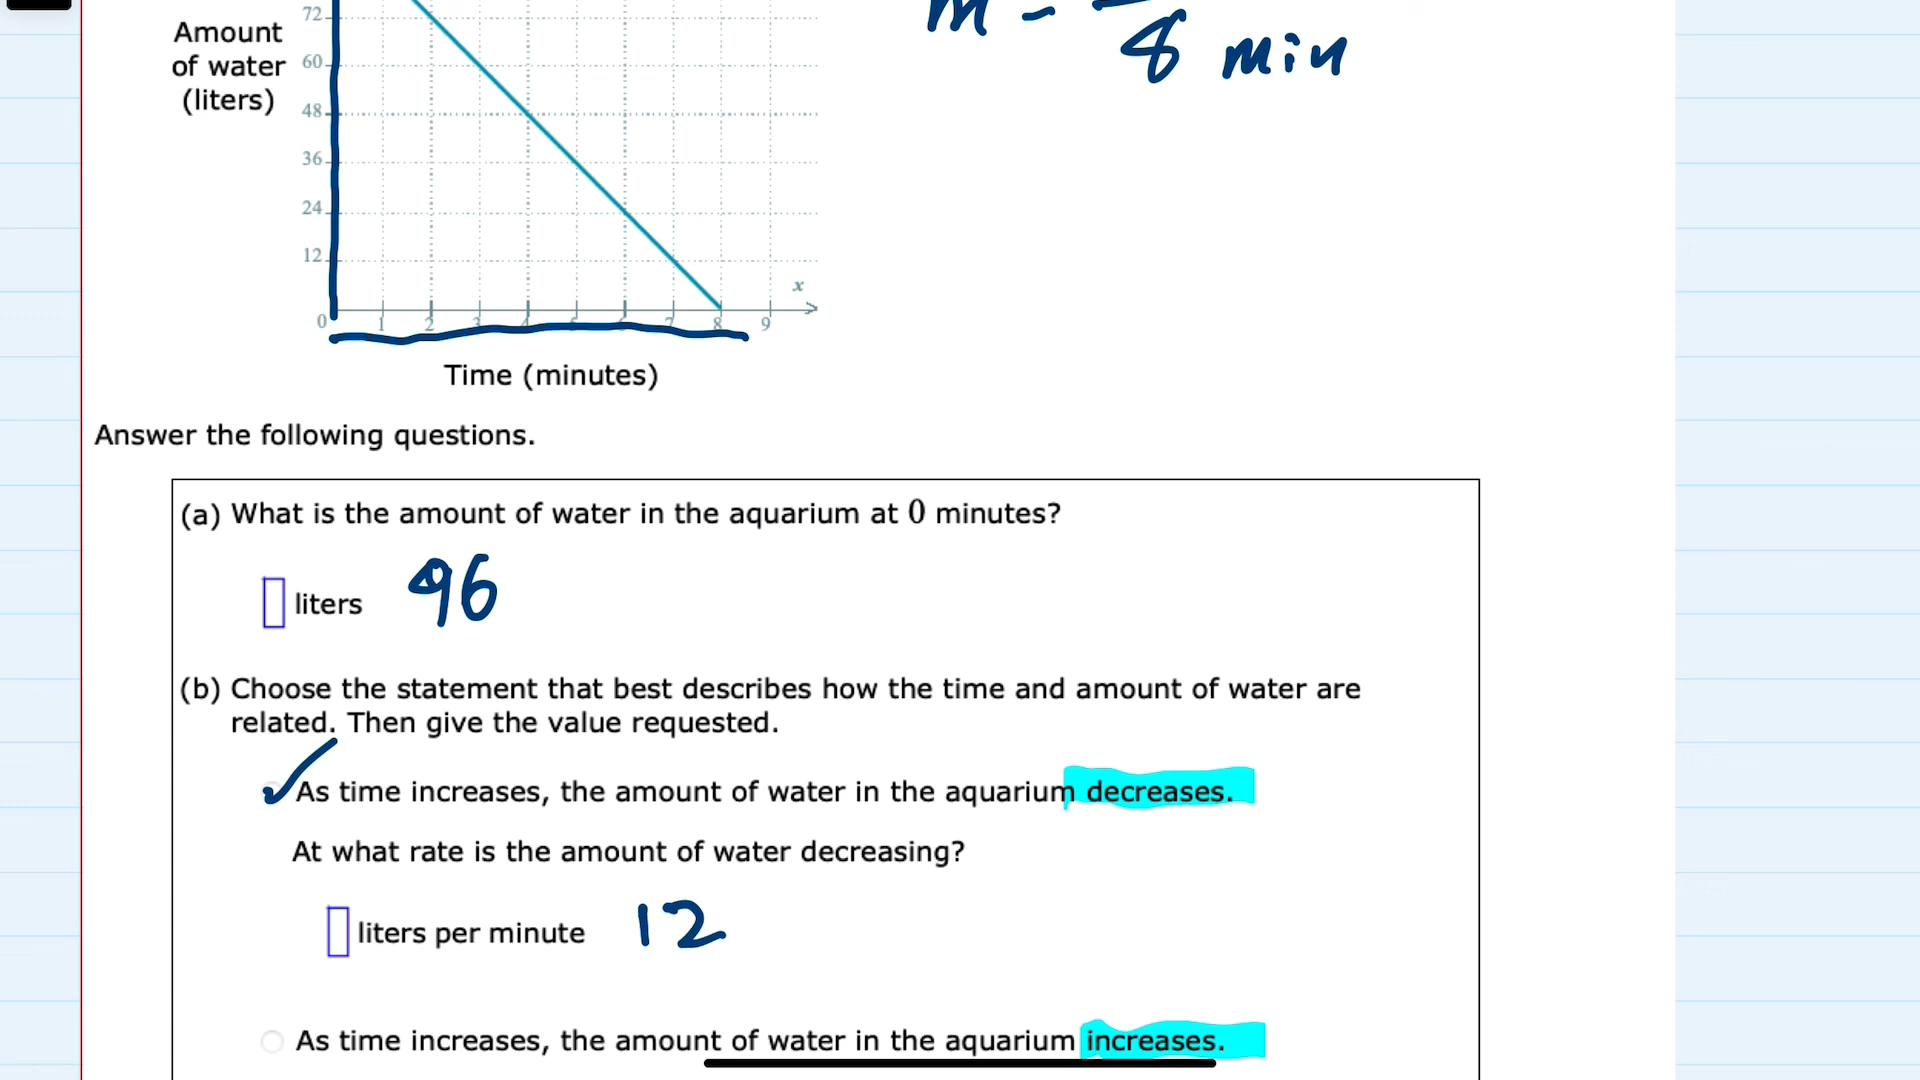 72
Amount
of water
(liters)
60
48
36
24
12
x
0 1 2 3 4 5 7 8 9
Time (minutes)
m =
8 min
Answer the following questions.
(a) What is the amount of water in the aquarium at 0 minutes?
liters 96
(b) Choose the statement that best describes how the time and amount of water are
related. Then give the value requested.
As time increases, the amount of water in the aquarium decreases.
At what rate is the amount of water decreasing?
liters per minute 12
As time increases, the amount of water in the aquarium increases.